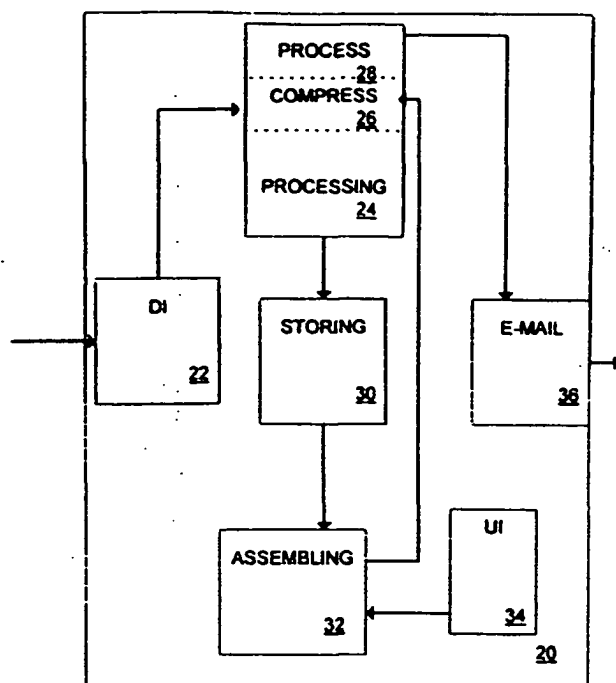 PROCESS
28
COMPRESS
26
PROCESSING
24
DI
22
STORING
30
E-MAIL
36
ASSEMBLING
32
UI
34
20